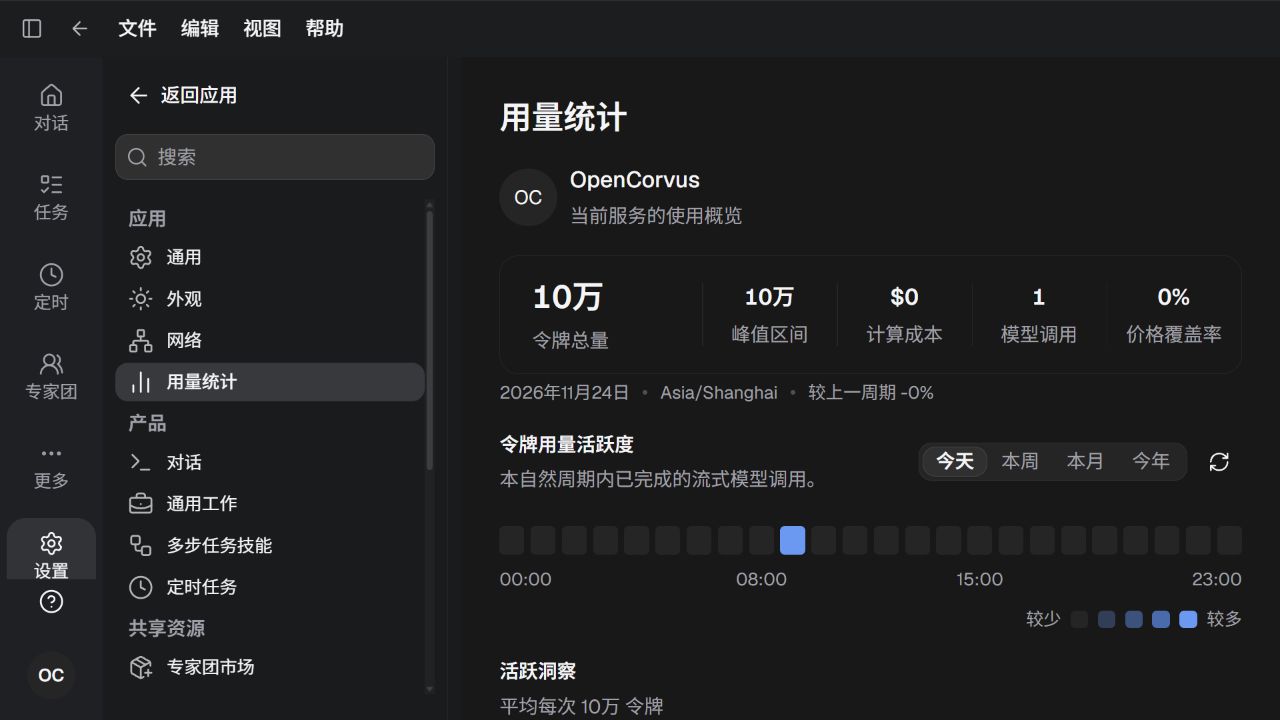 文件 编辑 视图 帮助
对话
任务
定时
专家团
更多
设置
OC
返回应用
搜索
应用
通用
外观
网络
用量统计
产品
对话
通用工作
多步任务技能
定时任务
共享资源
专家团市场
用量统计
OC
OpenCorvus
当前服务的使用概览
10万 10万 $0 1 0%
令牌总量 峰值区间 计算成本 模型调用 价格覆盖率
2026年11月24日 • Asia/Shanghai • 较上一周期 -0%
令牌用量活跃度
本自然周期内已完成的流式模型调用。
今天 本周 本月 今年
00:00 08:00 15:00 23:00
较少 较多
活跃洞察
平均每次 10万 令牌